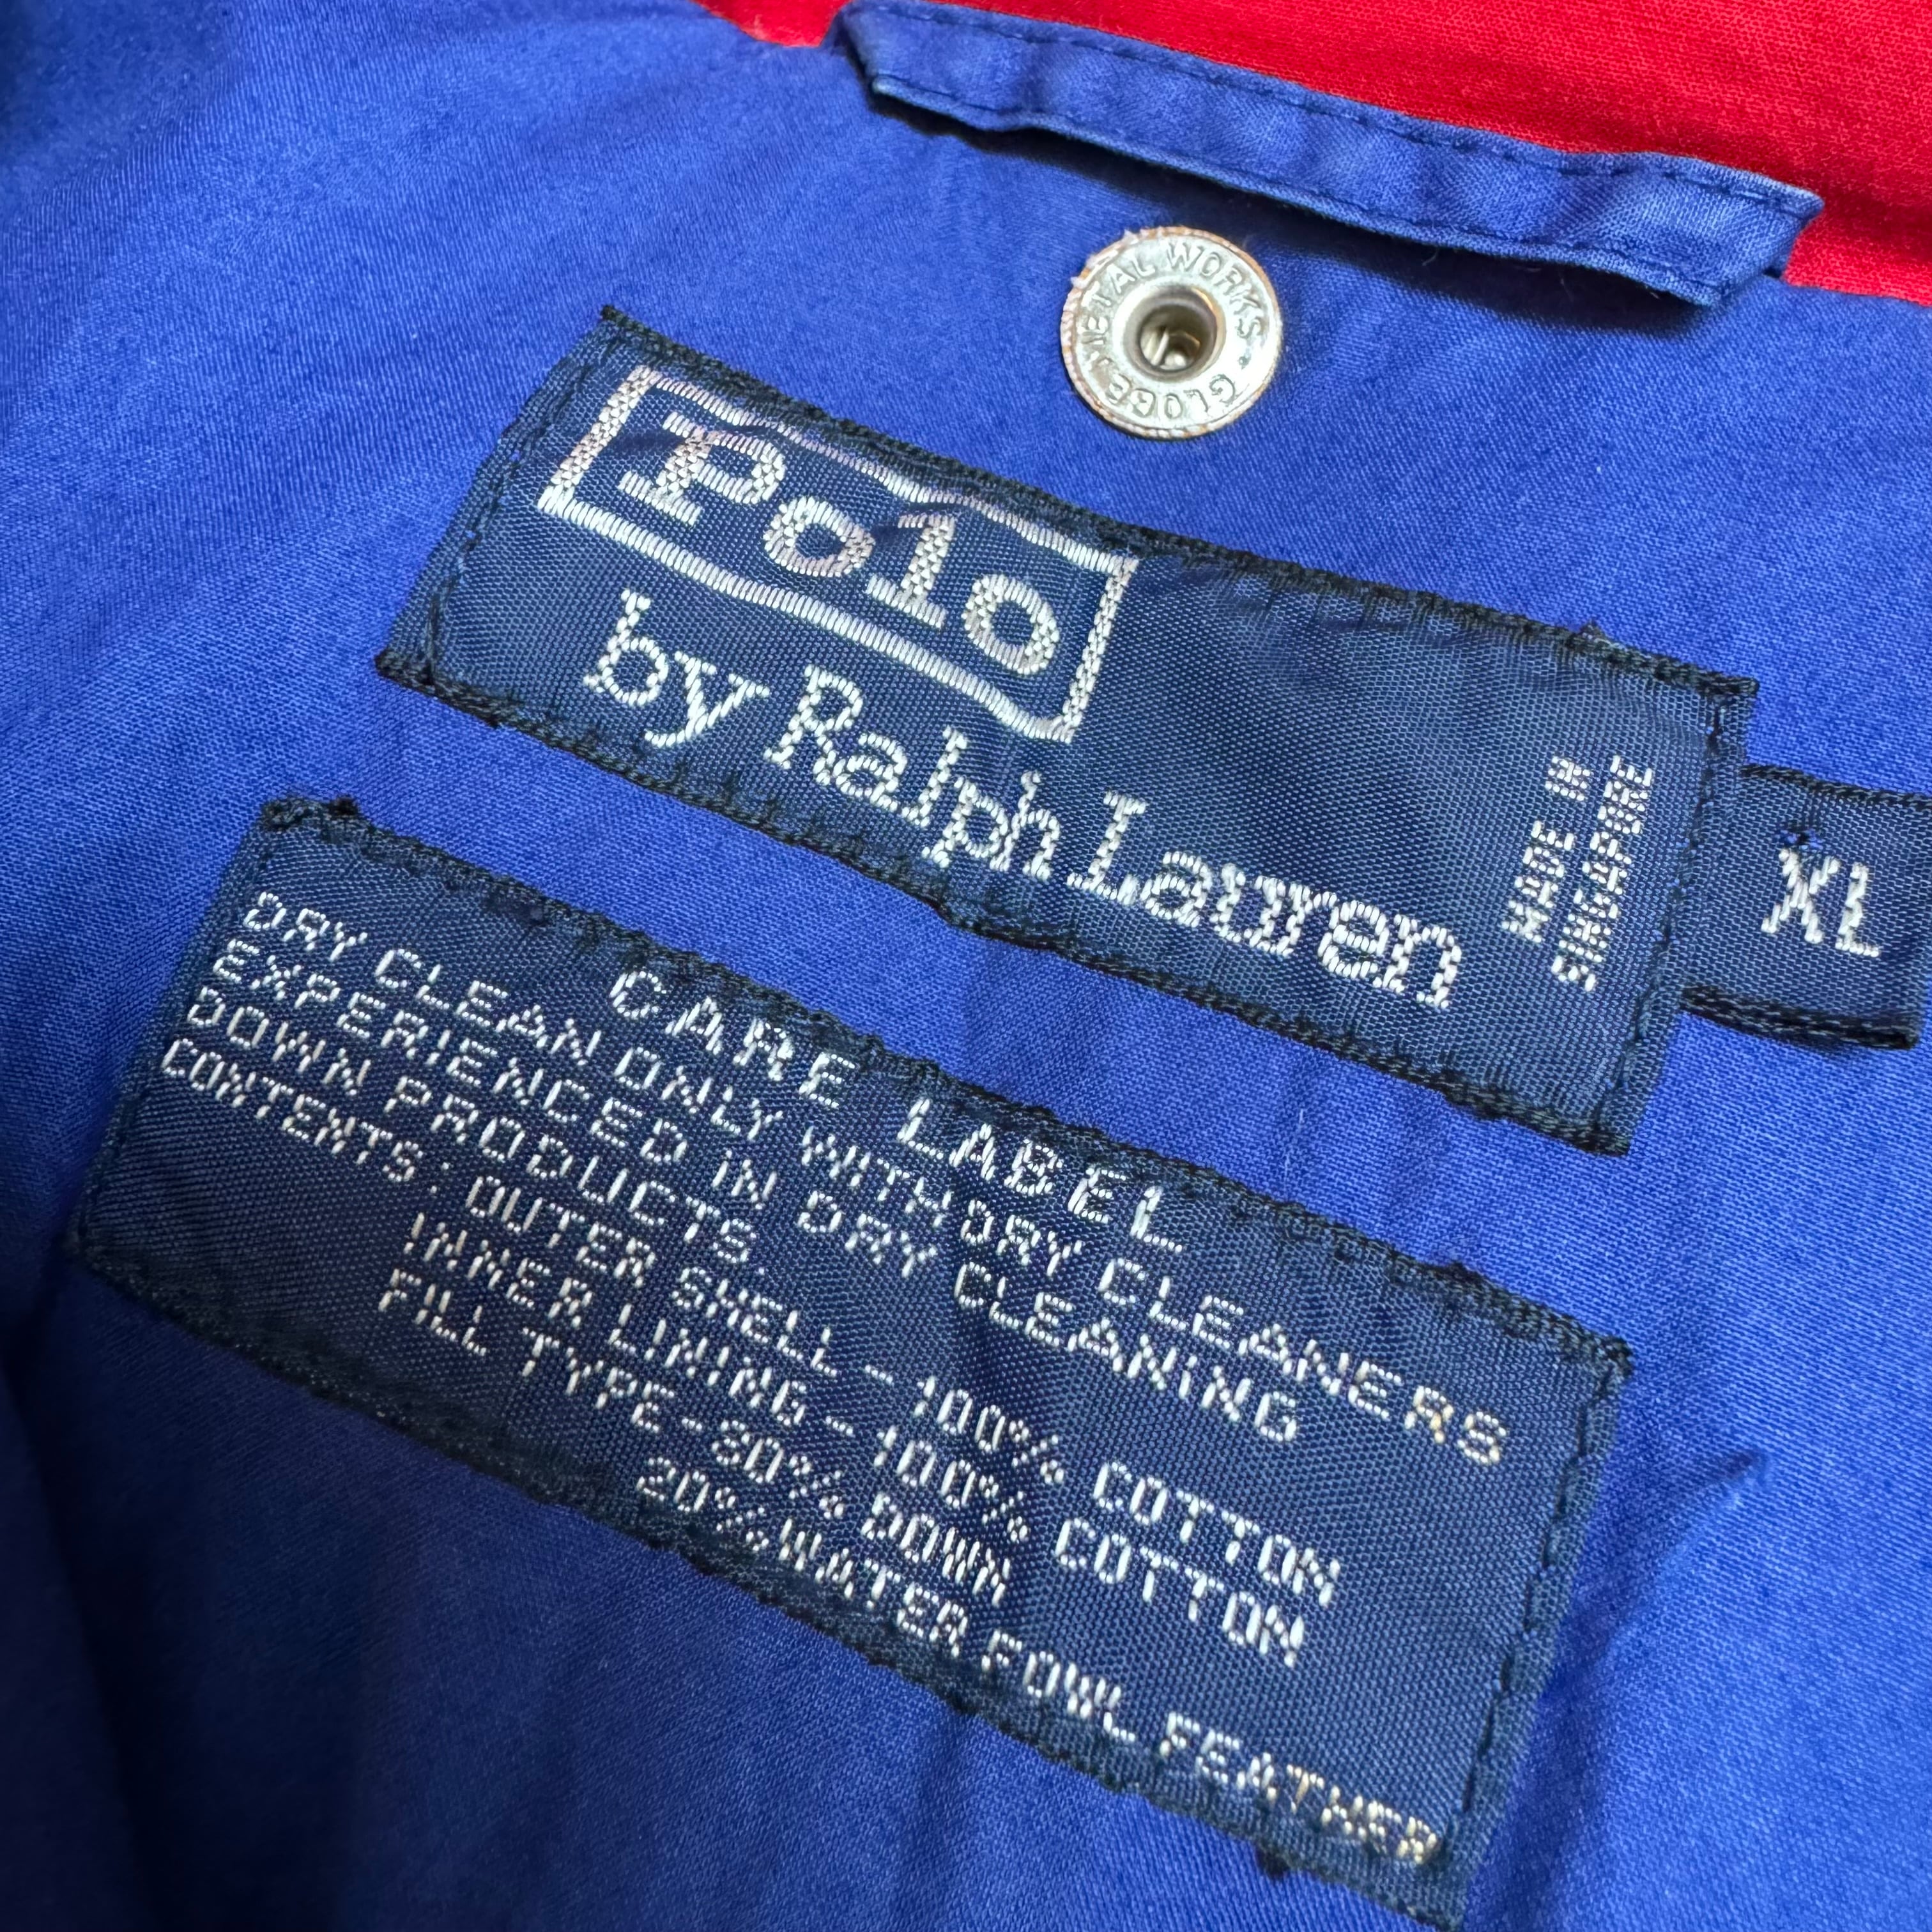 GLOBE METAL WORKS.
Polo
by Ralph Lauren
MADE IN
SINGAPORE
XL
CARE LABEL
DRY CLEAN ONLY WITH DRY CLEANERS
EXPERIENCED IN DRY CLEANING
DOWN PRODUCTS.
CONTENTS: OUTER SHELL-100% COTTON
INNER LINING-100% COTTON
FILL TYPE-80% DOWN
20% WATER FOWL FEATHER